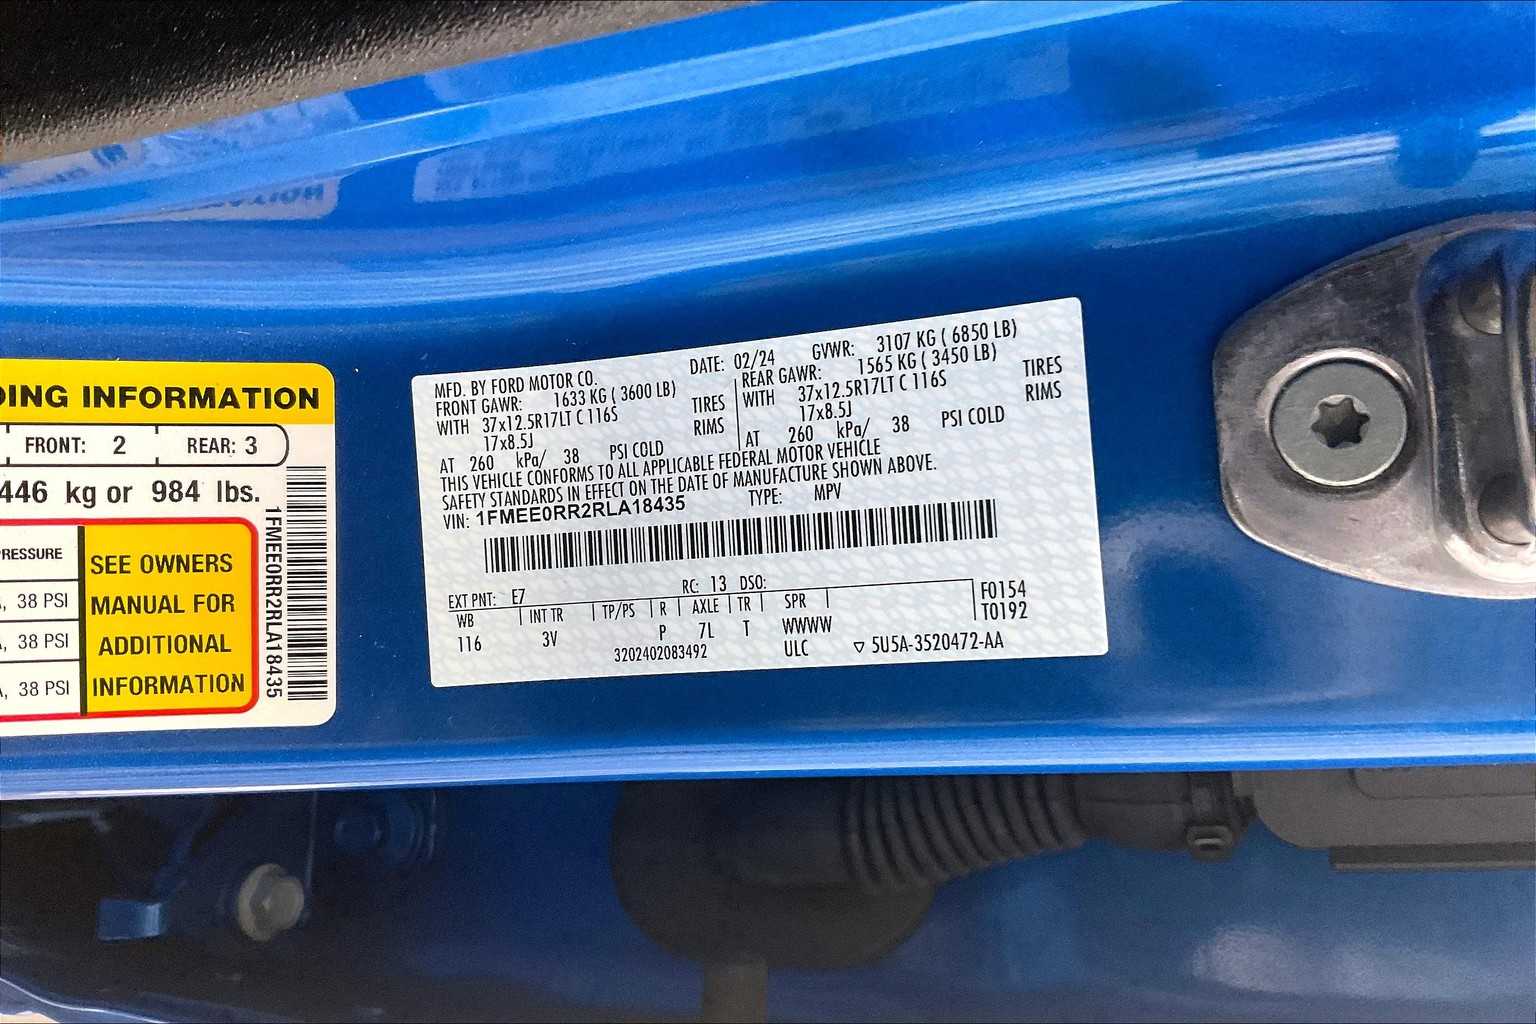 DING INFORMATION
FRONT: 2 REAR: 3
446 kg or 984 lbs.
PRESSURE
38 PSI
38 PSI
38 PSI
SEE OWNERS
MANUAL FOR
ADDITIONAL
INFORMATION
1FMEE0RR2RLA18435
MFD. BY FORD MOTOR CO.
DATE: 02/24 GVWR: 3107 KG ( 6850 LB)
FRONT GAWR: 1633 KG ( 3600 LB)
WITH 37x12.5R17LT C 116S TIRES
17x8.5J RIMS
AT 260 kPa/ 38 PSI COLD
REAR GAWR: 1565 KG ( 3450 LB)
WITH 37x12.5R17LT C 116S TIRES
17x8.5J RIMS
AT 260 kPa/ 38 PSI COLD
THIS VEHICLE CONFORMS TO ALL APPLICABLE FEDERAL MOTOR VEHICLE
SAFETY STANDARDS IN EFFECT ON THE DATE OF MANUFACTURE SHOWN ABOVE.
VIN: 1FMEE0RR2RLA18435 TYPE: MPV
EXT PNT: E7 RC: 13 DSO:
WB INT TR TP/PS R AXLE TR SPR
116 3V P 7L T WWWW
3202402083492 ULC ▽ 5U5A-3520472-AA
F0154
T0192